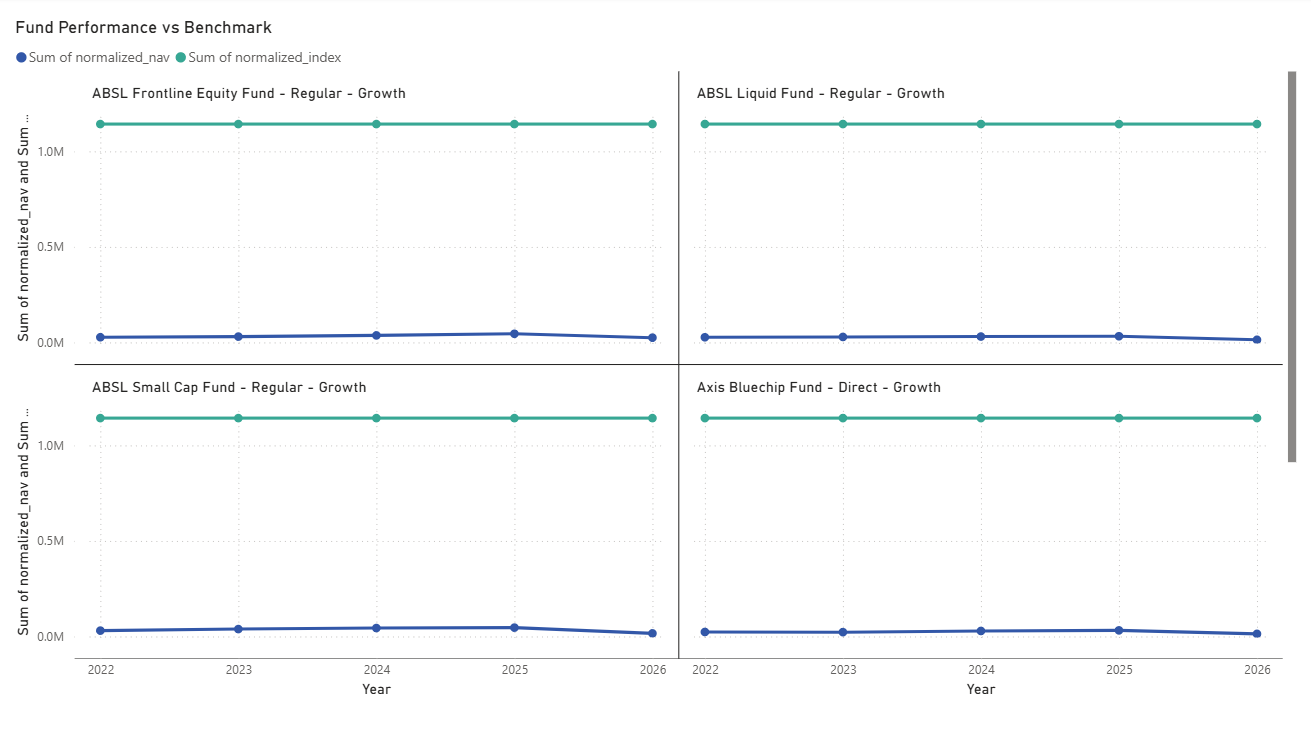 Fund Performance vs Benchmark
Sum of normalized_nav Sum of normalized_index
ABSL Frontline Equity Fund - Regular - Growth
ABSL Liquid Fund - Regular - Growth
Sum of normalized_nav and Sum ...
1.0M
0.5M
0.0M
ABSL Small Cap Fund - Regular - Growth
Axis Bluechip Fund - Direct - Growth
Sum of normalized_nav and Sum ...
1.0M
0.5M
0.0M
2022 2023 2024 2025 2026 2022 2023 2024 2025 2026
Year Year